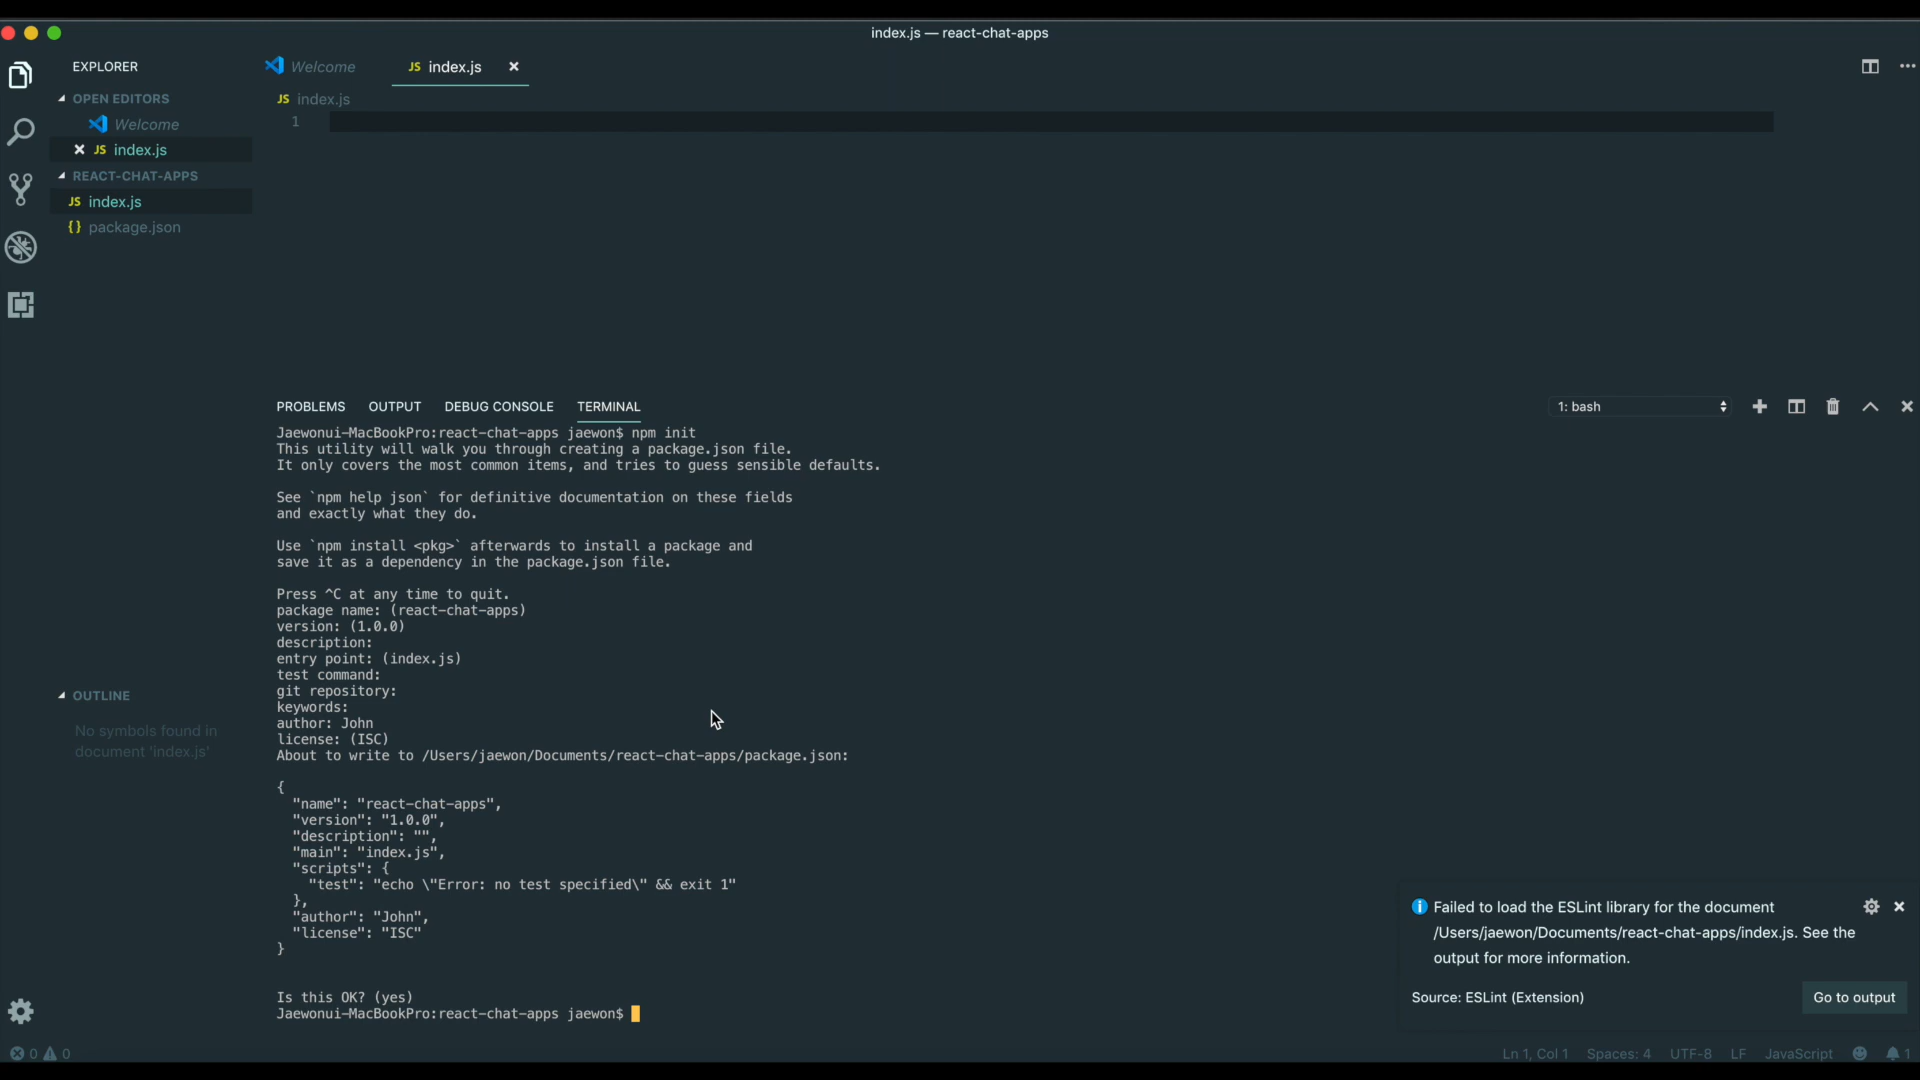 index.js — react-chat-apps
EXPLORER
OPEN EDITORS
Welcome
JS index.js
REACT-CHAT-APPS
JS index.js
{} package.json
OUTLINE
No symbols found in
document 'index.js'
Welcome
JS index.js
JS index.js
1
PROBLEMS OUTPUT DEBUG CONSOLE TERMINAL
1: bash
Jaewonui-MacBookPro:react-chat-apps jaewon$ npm init
This utility will walk you through creating a package.json file.
It only covers the most common items, and tries to guess sensible defaults.
See `npm help json` for definitive documentation on these fields
and exactly what they do.
Use `npm install <pkg>` afterwards to install a package and
save it as a dependency in the package.json file.
Press ^C at any time to quit.
package name: (react-chat-apps)
version: (1.0.0)
description:
entry point: (index.js)
test command:
git repository:
keywords:
author: John
license: (ISC)
About to write to /Users/jaewon/Documents/react-chat-apps/package.json:
{
  "name": "react-chat-apps",
  "version": "1.0.0",
  "description": "",
  "main": "index.js",
  "scripts": {
    "test": "echo \"Error: no test specified\" && exit 1"
  },
  "author": "John",
  "license": "ISC"
}
Is this OK? (yes)
Jaewonui-MacBookPro:react-chat-apps jaewon$
Failed to load the ESLint library for the document
/Users/jaewon/Documents/react-chat-apps/index.js. See the
output for more information.
Source: ESLint (Extension)
Go to output
0 0
Ln 1, Col 1 Spaces: 4 UTF-8 LF JavaScript 1